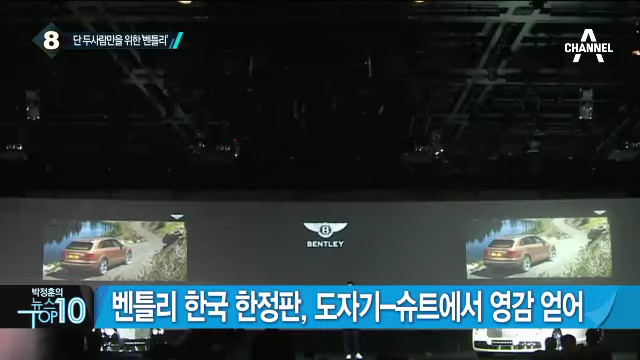 8
단 두사람만을 위한 '벤틀리'
CHANNEL A
B
BENTLEY
박정훈의
뉴스
TOP10
벤틀리 한국 한정판, 도자기-슈트에서 영감 얻어